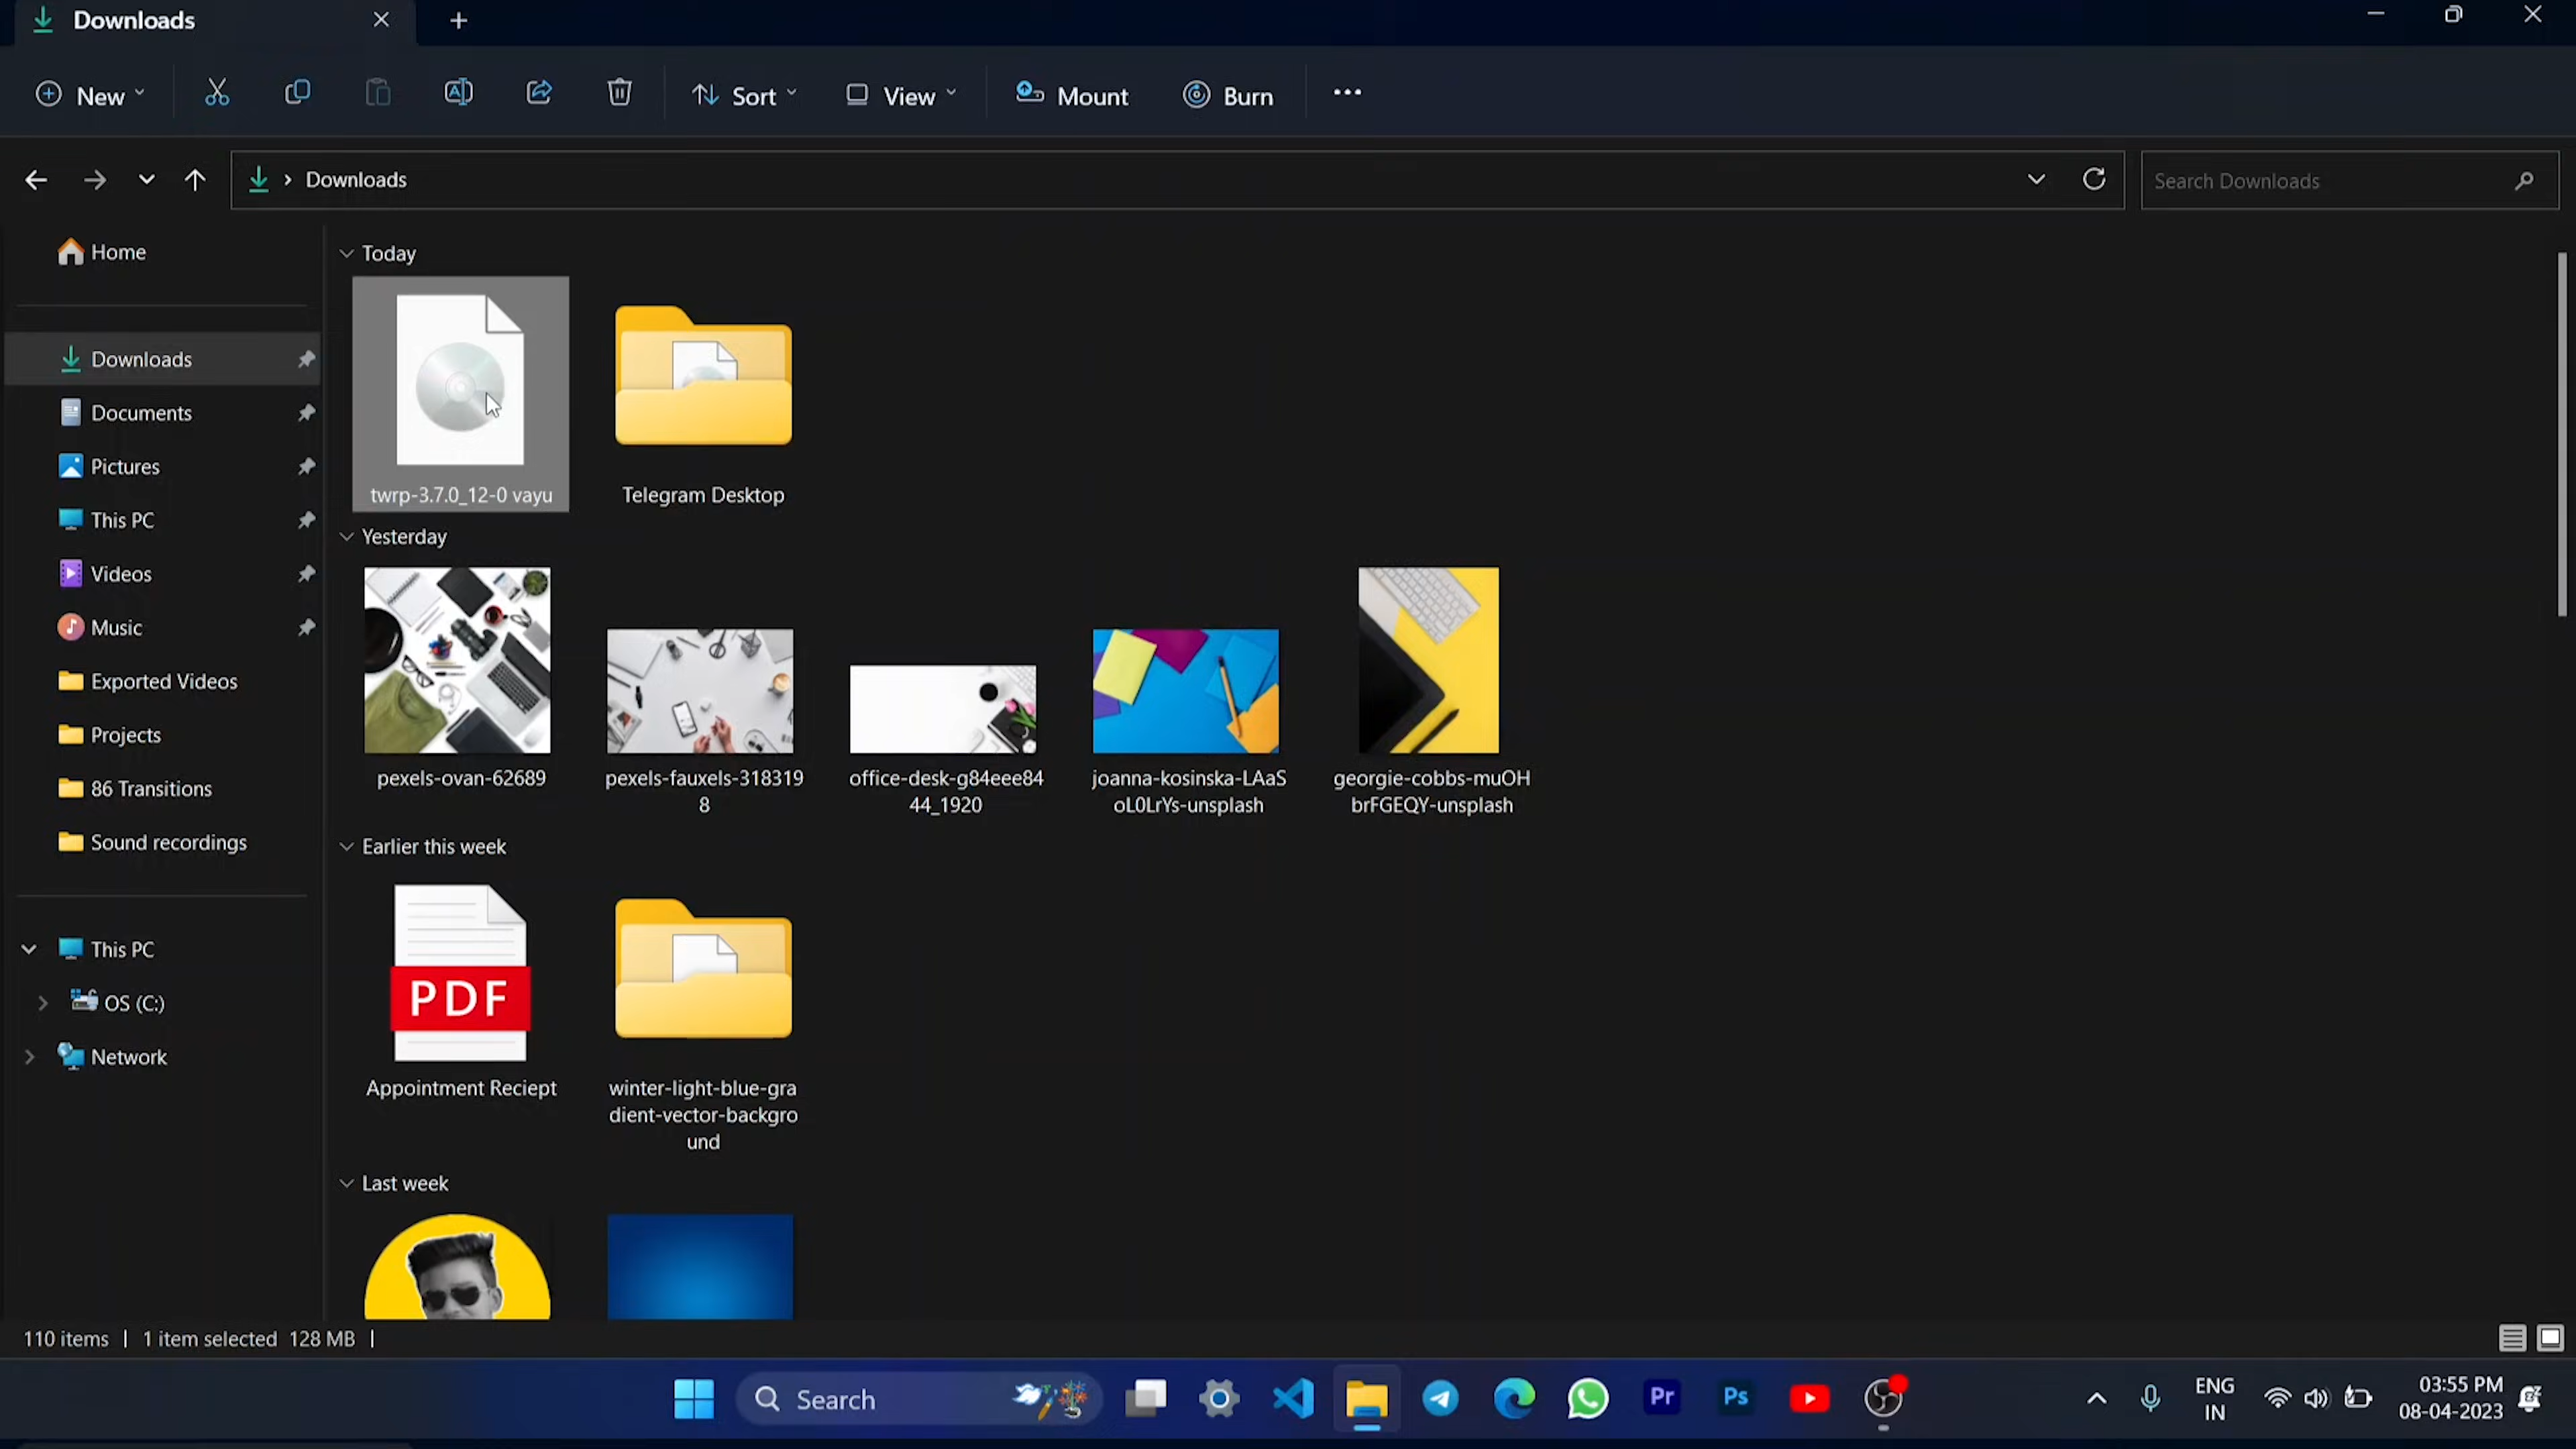 Downloads
New
Sort
View
Mount
Burn
Downloads
Search Downloads
Home
Downloads
Documents
Pictures
This PC
Videos
Music
Exported Videos
Projects
86 Transitions
Sound recordings
This PC
OS (C:)
Network
Today
twrp-3.7.0_12-0 vayu
Telegram Desktop
Yesterday
pexels-ovan-62689
pexels-fauxels-318319
8
office-desk-g84eee84
44_1920
joanna-kosinska-LAaS
oL0LrYs-unsplash
georgie-cobbs-muOH
brFGEQY-unsplash
Earlier this week
PDF
Appointment Reciept
winter-light-blue-gra
dient-vector-backgro
und
Last week
110 items
1 item selected 128 MB
Search
Pr
Ps
ENG
IN
03:55 PM
08-04-2023